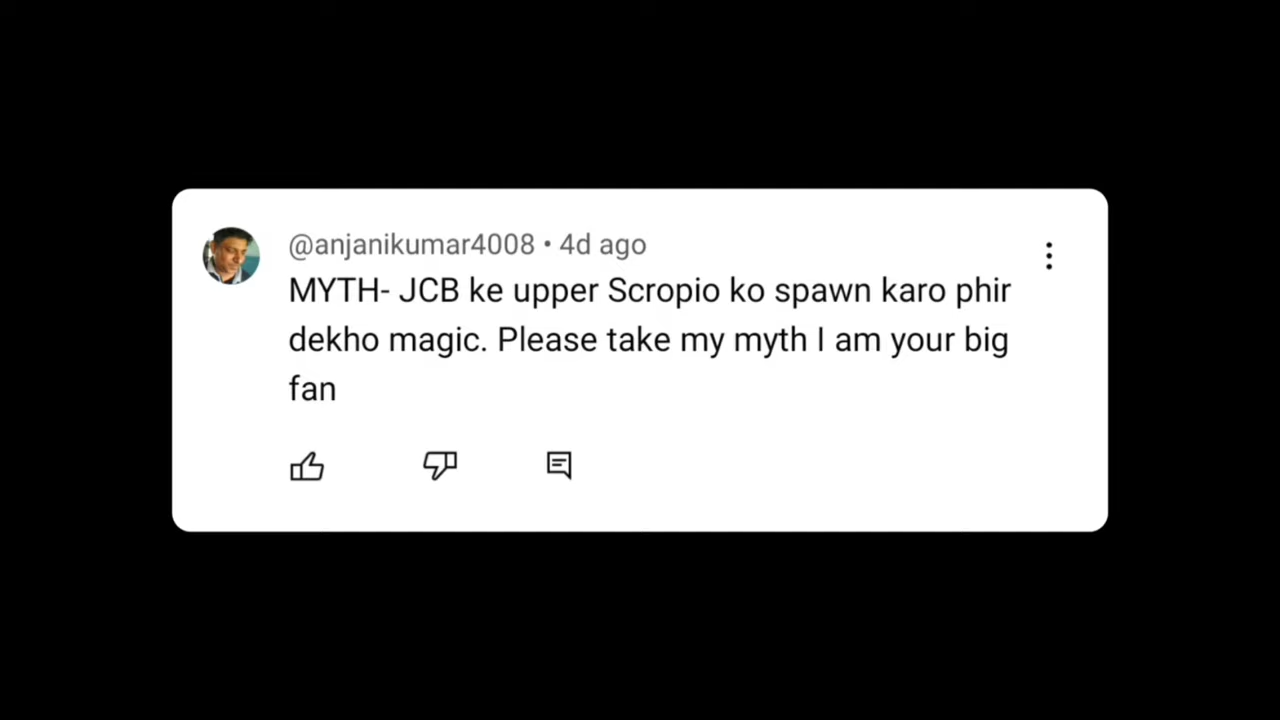 @anjanikumar4008 • 4d ago
MYTH- JCB ke upper Scropio ko spawn karo phir
dekho magic. Please take my myth I am your big
fan